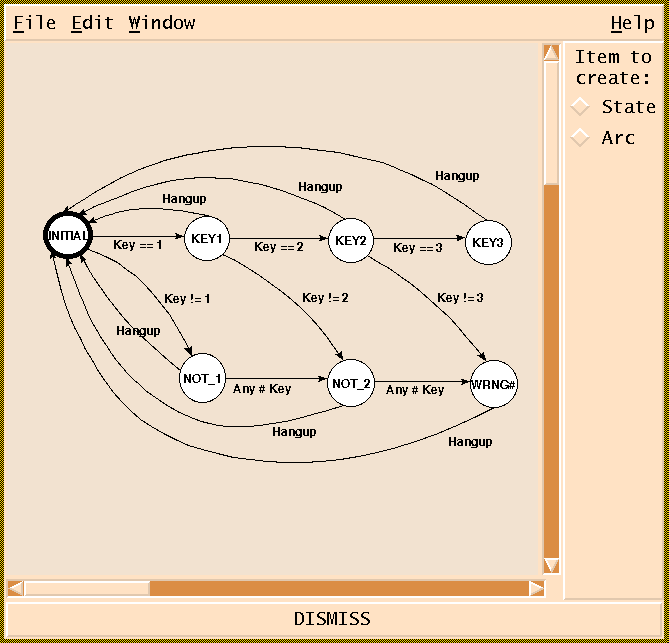 File Edit Window Help
Item to
create:
State
Arc
Hangup
Hangup
Hangup
INITIAL
KEY1
KEY2
KEY3
Key == 1
Key == 2
Key == 3
Key != 1
Key != 2
Key != 3
Hangup
NOT_1
NOT_2
WRNG#
Any # Key
Any # Key
Hangup
Hangup
DISMISS